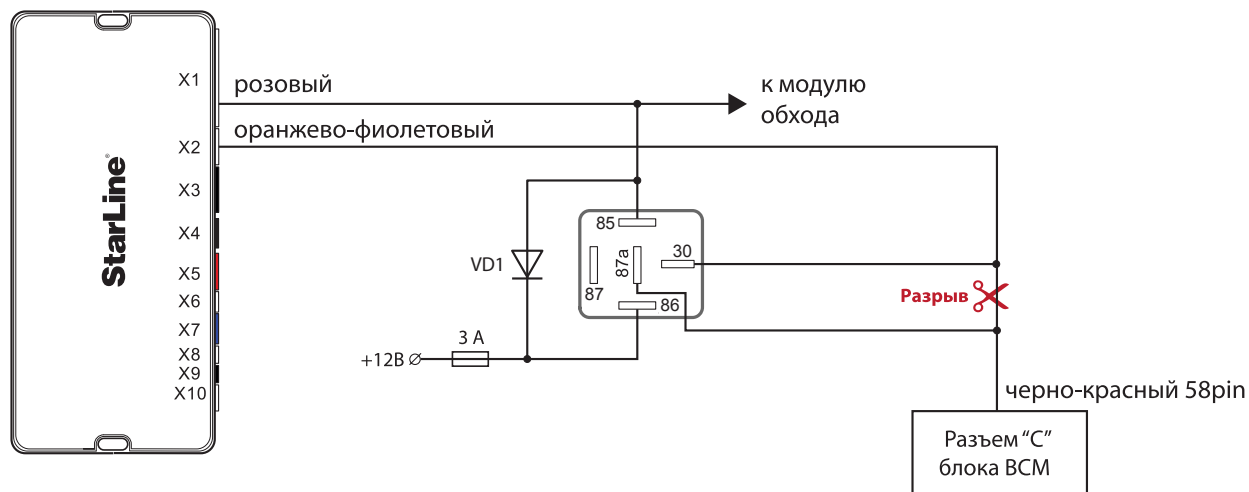 StarLine®
X1
X2
X3
X4
X5
X6
X7
X8
X9
X10
розовый
оранжево-фиолетовый
к модулю
обхода
VD1
85
87
87a
30
86
Разрыв
3 А
+12В
черно-красный 58pin
Разъем “С”
блока BCM